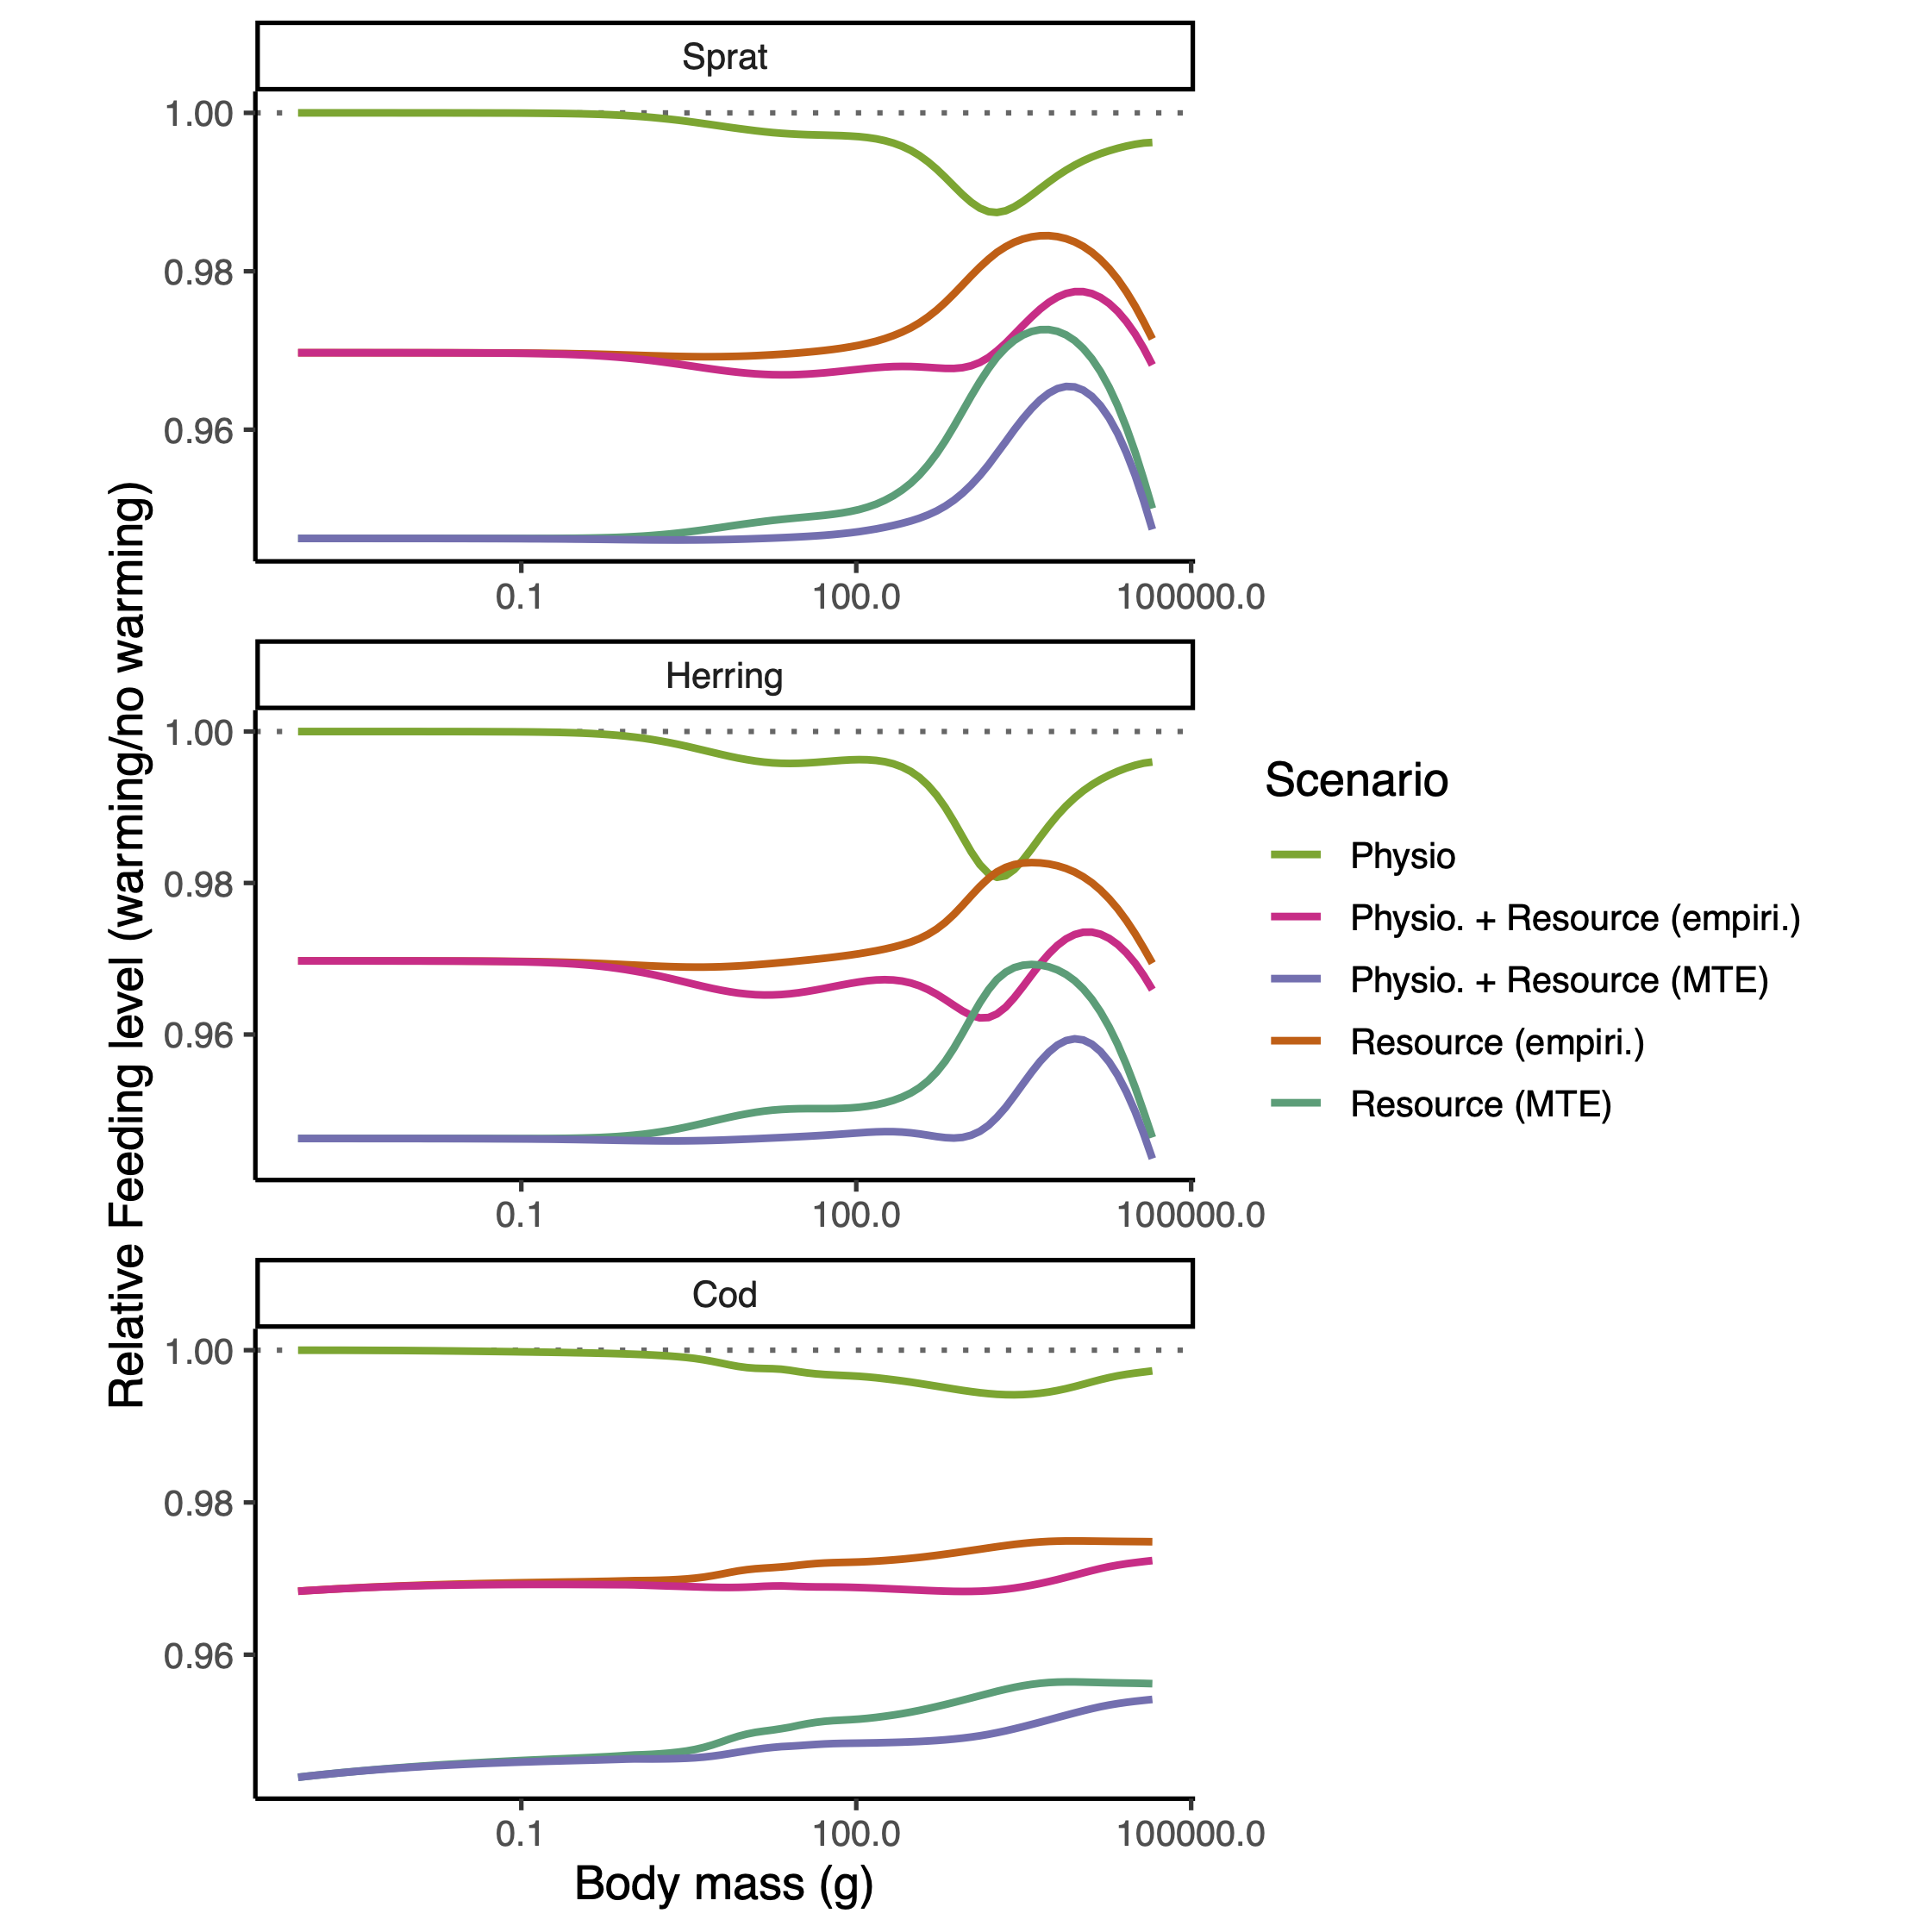 Sprat
1.00
0.98
0.96
0.1
100.0
100000.0
Herring
1.00
0.98
0.96
0.1
100.0
100000.0
Cod
1.00
0.98
0.96
0.1
100.0
100000.0
Body mass (g)
Relative Feeding level (warming/no warming)
Scenario
Physio
Physio. + Resource (empiri.)
Physio. + Resource (MTE)
Resource (empiri.)
Resource (MTE)